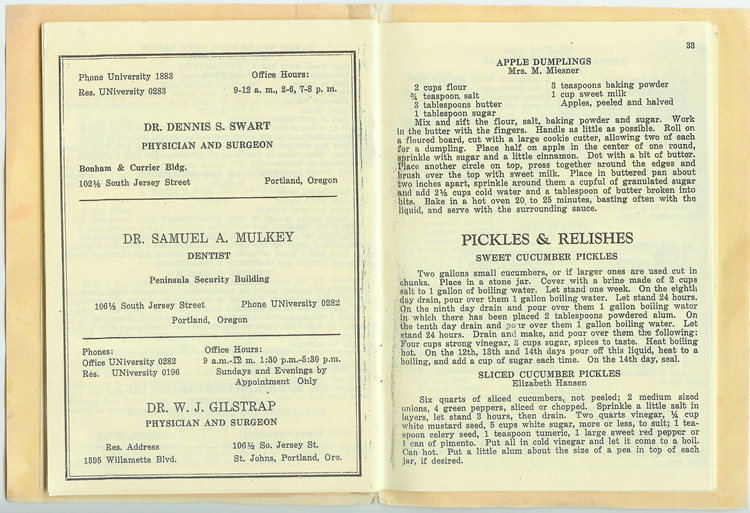 Phone University 1883
Office Hours:
Res. UNiversity 0283
9-12 a. m., 2-6, 7-8 p. m.
DR. DENNIS S. SWART
PHYSICIAN AND SURGEON
Bonham & Currier Bldg.
102½ South Jersey Street
Portland, Oregon
DR. SAMUEL A. MULKEY
DENTIST
Peninsula Security Building
106½ South Jersey Street
Phone UNiversity 0282
Portland, Oregon
Phones:
Office Hours:
Office UNiversity 0282
9 a.m.-12 m. 1:30 p.m.-5:30 p.m.
Res. UNiversity 0196
Sundays and Evenings by
Appointment Only
DR. W. J. GILSTRAP
PHYSICIAN AND SURGEON
Res. Address
106½ So. Jersey St.
1595 Willamette Blvd.
St. Johns, Portland, Ore.
33
APPLE DUMPLINGS
Mrs. M. Miesner
2 cups flour
3 teaspoons baking powder
¾ teaspoon salt
1 cup sweet milk
3 tablespoons butter
Apples, peeled and halved
1 tablespoon sugar
Mix and sift the flour, salt, baking powder and sugar. Work
in the butter with the fingers. Handle as little as possible. Roll on
a floured board, cut with a large cookie cutter, allowing two of each
for a dumpling. Place half on apple in the center of one round,
sprinkle with sugar and a little cinnamon. Dot with a bit of butter.
Place another circle on top, press together around the edges and
brush over the top with sweet milk. Place in buttered pan about
two inches apart, sprinkle around them a cupful of granulated sugar
and add 2½ cups cold water and a tablespoon of butter broken into
bits. Bake in a hot oven 20 to 25 minutes, basting often with the
liquid, and serve with the surrounding sauce.
PICKLES & RELISHES
SWEET CUCUMBER PICKLES
Two gallons small cucumbers, or if larger ones are used cut in
chunks. Place in a stone jar. Cover with a brine made of 2 cups
salt to 1 gallon of boiling water. Let stand one week. On the eighth
day drain, pour over them 1 gallon boiling water. Let stand 24 hours.
On the ninth day drain and pour over them 1 gallon boiling water
in which there has been placed 2 tablespoons powdered alum. On
the tenth day drain and pour over them 1 gallon boiling water. Let
stand 24 hours. Drain and make, and pour over them the following:
Four cups strong vinegar, 3 cups sugar, spices to taste. Heat boiling
hot. On the 12th, 13th and 14th days pour off this liquid, heat to a
boiling, and add a cup of sugar each time. On the 14th day, seal.
SLICED CUCUMBER PICKLES
Elizabeth Hansen
Six quarts of sliced cucumbers, not peeled; 2 medium sized
onions, 4 green peppers, sliced or chopped. Sprinkle a little salt in
layers, let stand 3 hours, then drain. Two quarts vinegar, ¼ cup
white mustard seed, 5 cups white sugar, more or less, to suit; 1 tea-
spoon celery seed, 1 teaspoon tumeric, 1 large sweet red pepper or
1 can of pimento. Put all in cold vinegar and let it come to a boil.
Can hot. Put a little alum about the size of a pea in top of each
jar, if desired.